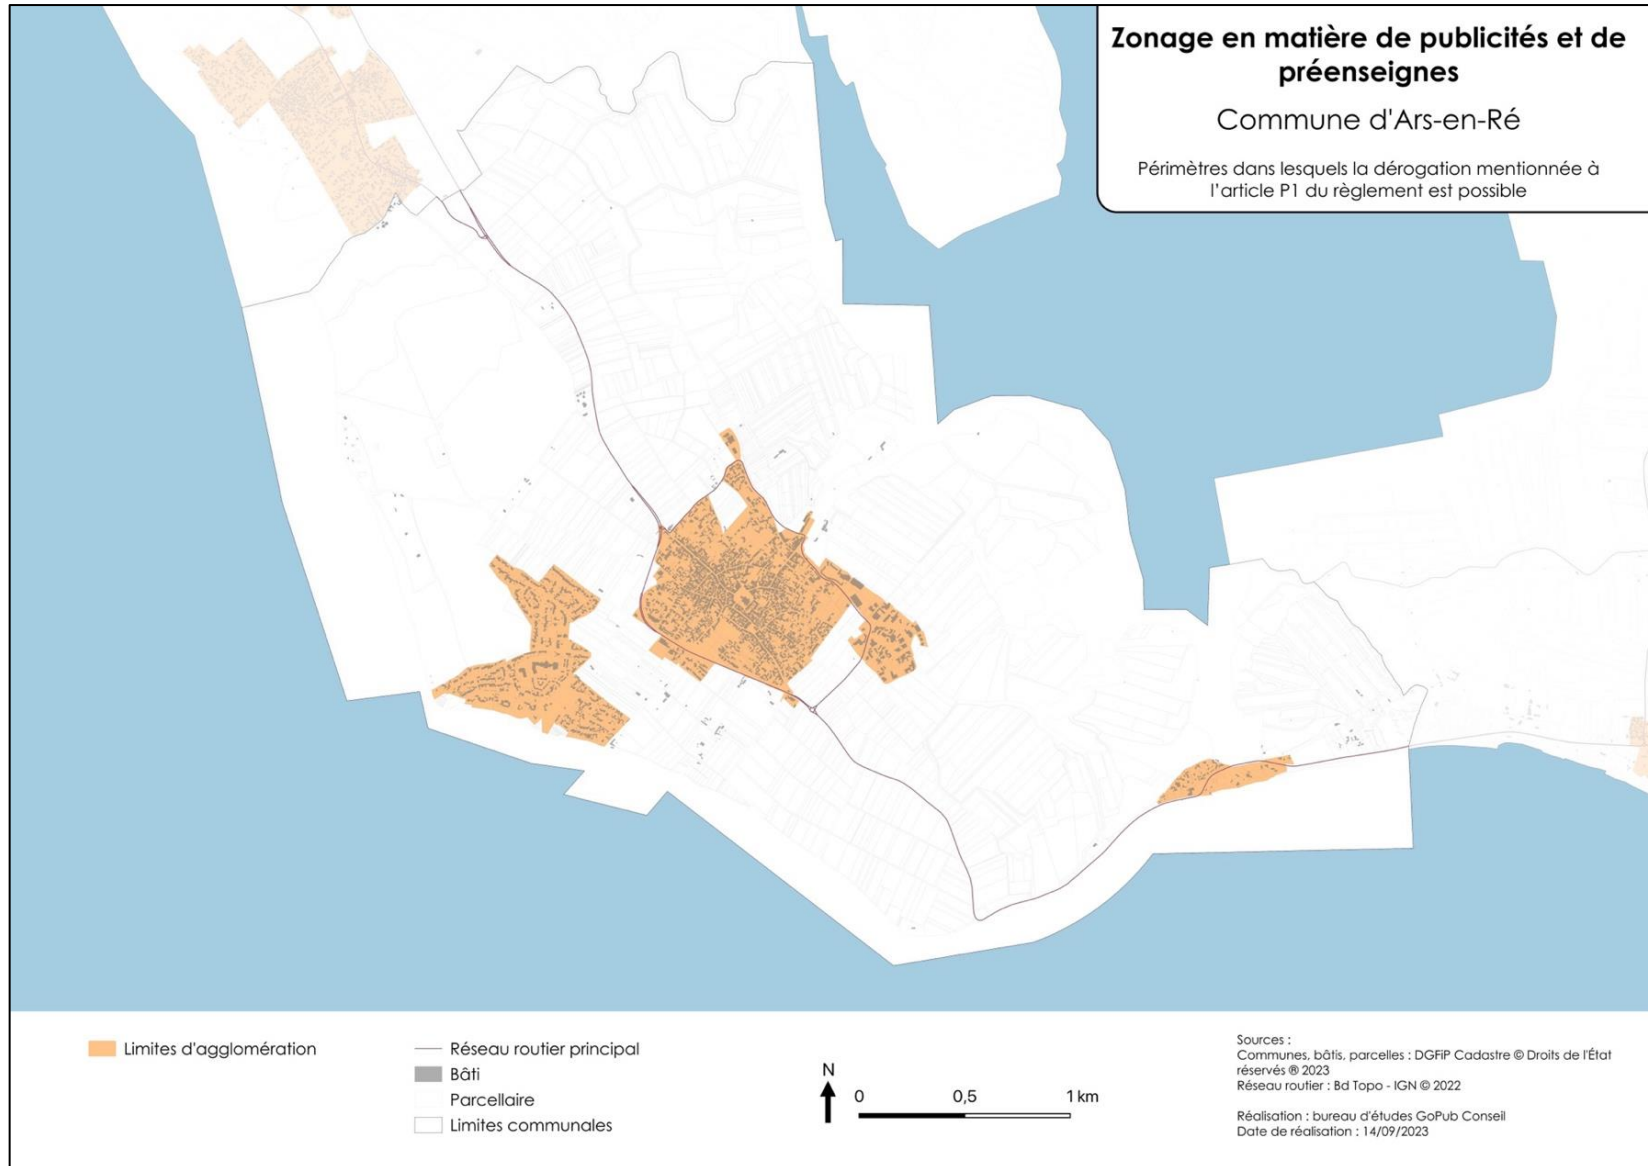 Zonage en matière de publicités et de
préenseignes
Commune d'Ars-en-Ré
Périmètres dans lesquels la dérogation mentionnée à
l'article P1 du règlement est possible
Limites d'agglomération
Réseau routier principal
Bâti
Parcellaire
Limites communales
N
0 0,5 1 km
Sources :
Communes, bâtis, parcelles : DGFiP Cadastre © Droits de l'État
réservés ® 2023
Réseau routier : Bd Topo - IGN © 2022
Réalisation : bureau d'études GoPub Conseil
Date de réalisation : 14/09/2023